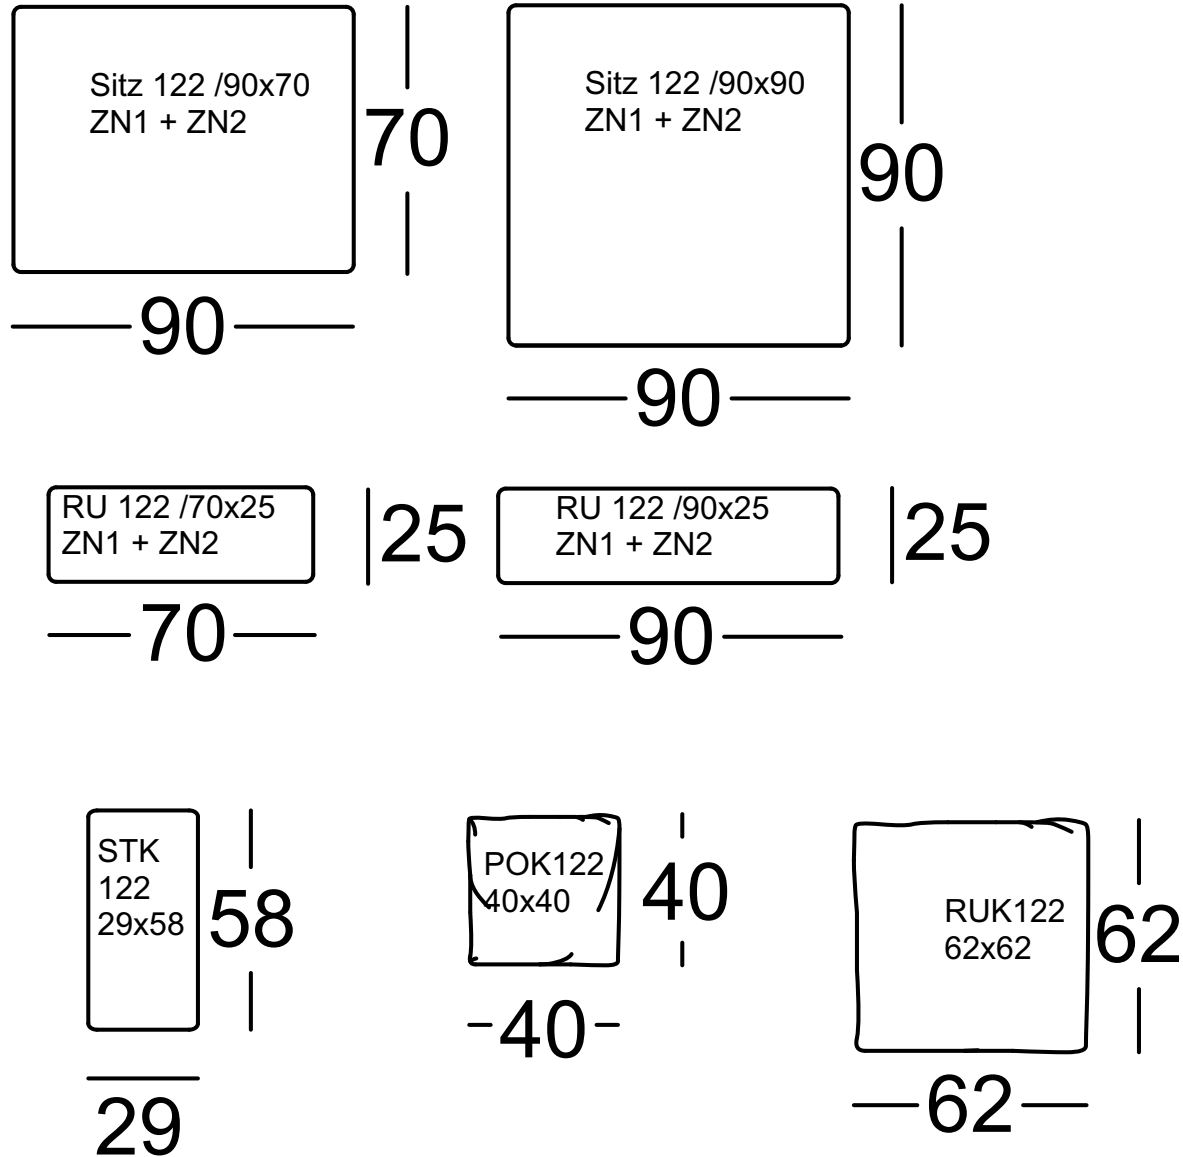 Sitz 122 /90x70
ZN1 + ZN2
70
90
Sitz 122 /90x90
ZN1 + ZN2
90
90
RU 122 /70x25
ZN1 + ZN2
25
70
RU 122 /90x25
ZN1 + ZN2
25
90
STK
122
29x58
58
29
POK122
40x40
40
40
RUK122
62x62
62
62